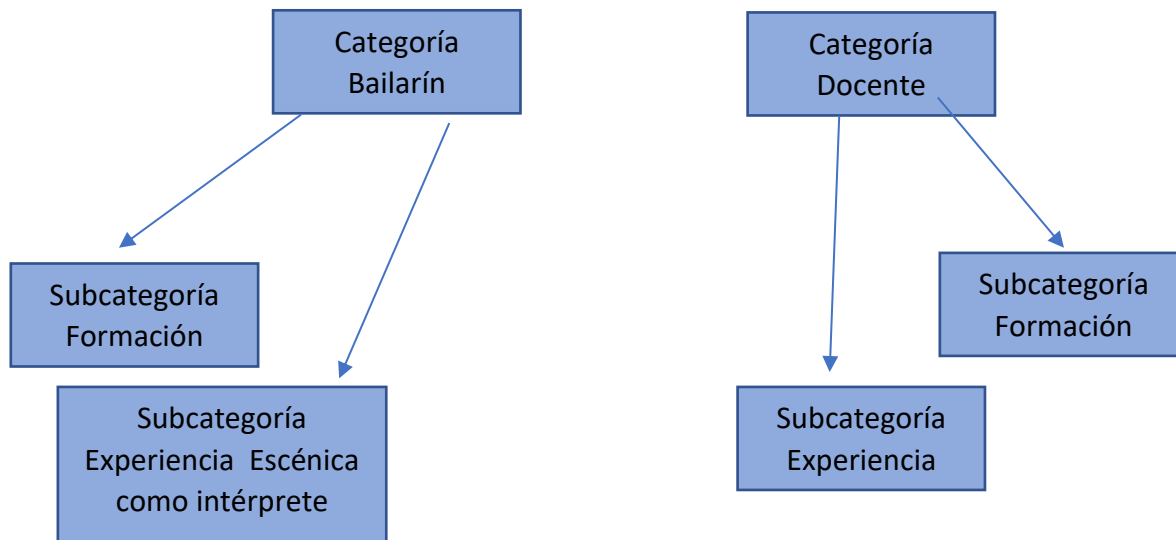 Categoría
Bailarín
Categoría
Docente
Subcategoría
Formación
Subcategoría
Formación
Subcategoría
Experiencia  Escénica
como intérprete
Subcategoría
Experiencia